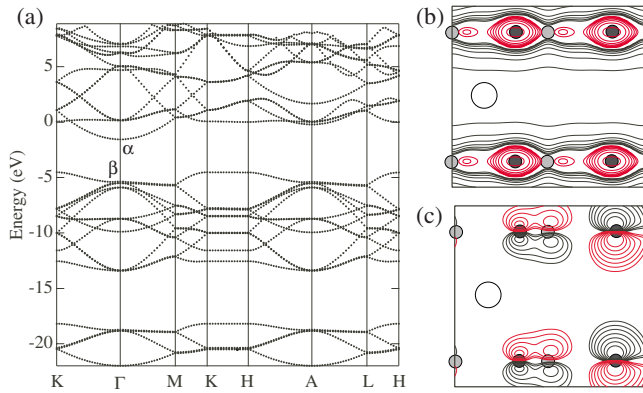 (a)
(b)
(c)
Energy (eV)
5
0
-5
-10
-15
-20
α
β
K Γ M K H A L H